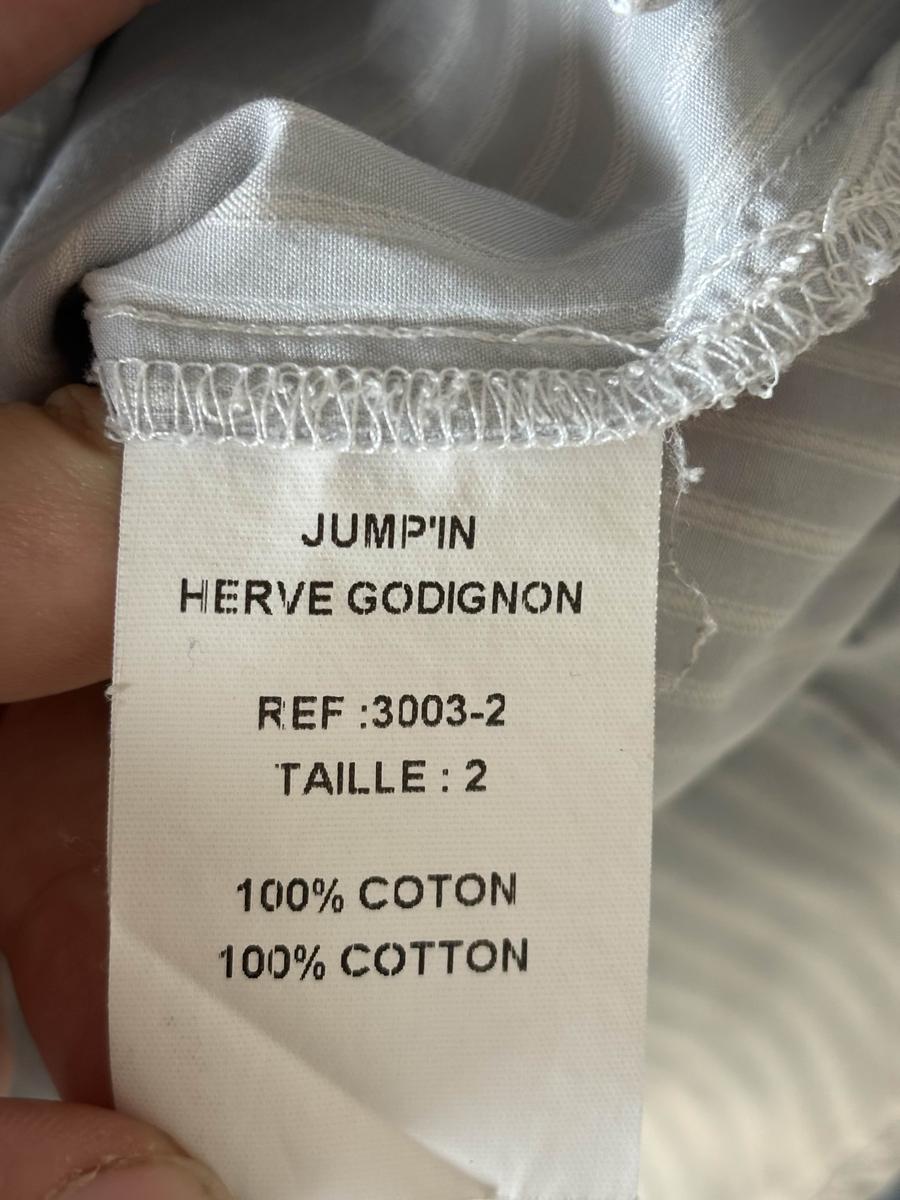 JUMP'IN
HERVE GODIGNON
REF :3003-2
TAILLE : 2
100% COTON
100% COTTON